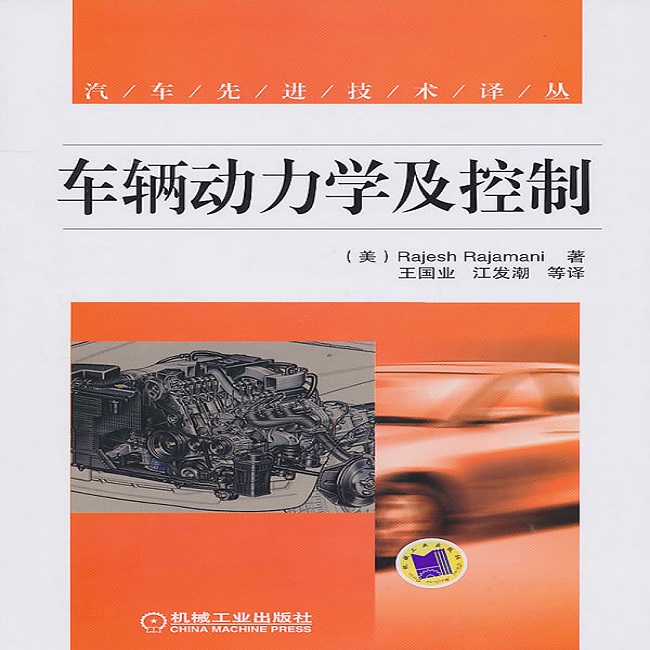 汽/车/先/进/技/术/译/丛
车辆动力学及控制
（美）Rajesh Rajamani 著
王国业 江发潮 等译
机械工业出版社
CHINA MACHINE PRESS